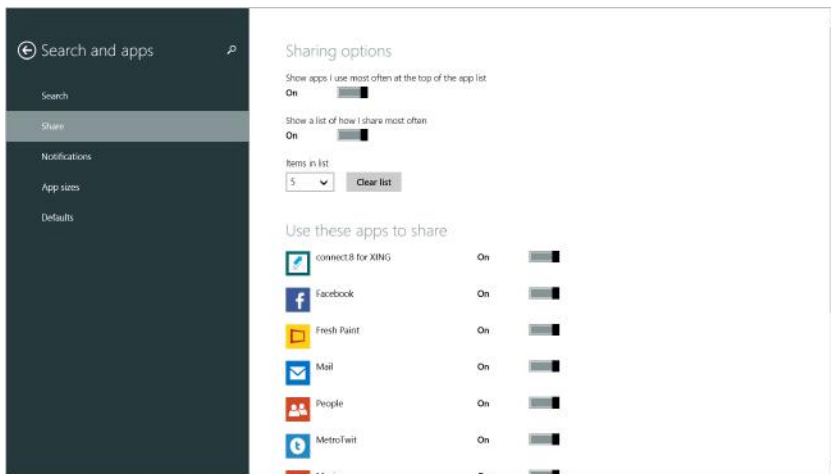 Search and apps
Search
Share
Notifications
App sizes
Defaults
Sharing options
Show apps I use most often at the top of the app list
On
Show a list of how I share most often
On
Items in list
5 Clear list
Use these apps to share
connect.8 for XING On
Facebook On
Fresh Paint On
Mail On
People On
MetroTwit On